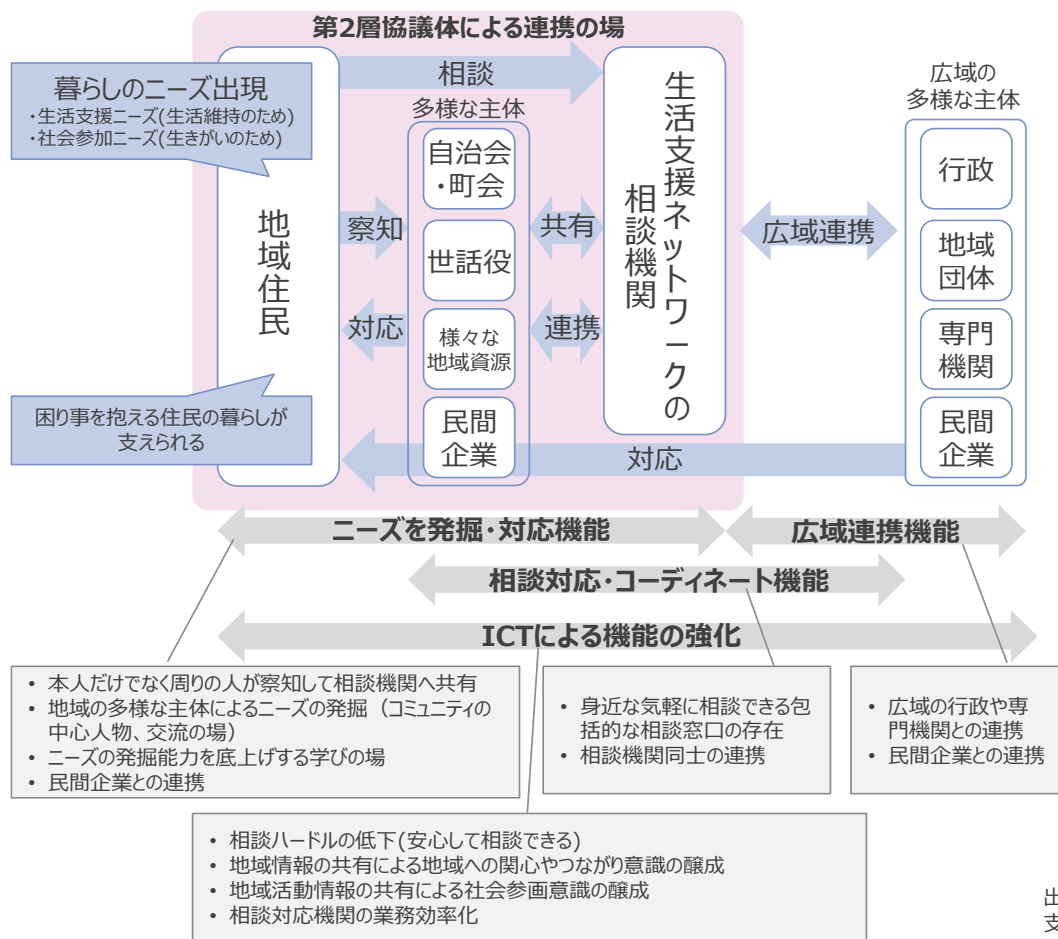 第2層協議体による連携の場
暮らしのニーズ出現
・生活支援ニーズ(生活維持のため)
・社会参加ニーズ(生きがいのため)
地域住民
困り事を抱える住民の暮らしが
支えられる
相談
察知
対応
多様な主体
自治会
・町会
世話役
様々な
地域資源
民間
企業
共有
連携
生活支援ネットワークの
相談機関
広域連携
広域の
多様な主体
行政
地域
団体
専門
機関
民間
企業
対応
ニーズを発掘・対応機能
広域連携機能
相談対応・コーディネート機能
ICTによる機能の強化
• 本人だけでなく周りの人が察知して相談機関へ共有
• 地域の多様な主体によるニーズの発掘（コミュニティの
中心人物、交流の場）
• ニーズの発掘能力を底上げする学びの場
• 民間企業との連携
• 身近な気軽に相談できる包
括的な相談窓口の存在
• 相談機関同士の連携
• 広域の行政や専
門機関との連携
• 民間企業との連携
• 相談ハードルの低下(安心して相談できる)
• 地域情報の共有による地域への関心やつながり意識の醸成
• 地域活動情報の共有による社会参画意識の醸成
• 相談対応機関の業務効率化
出
支